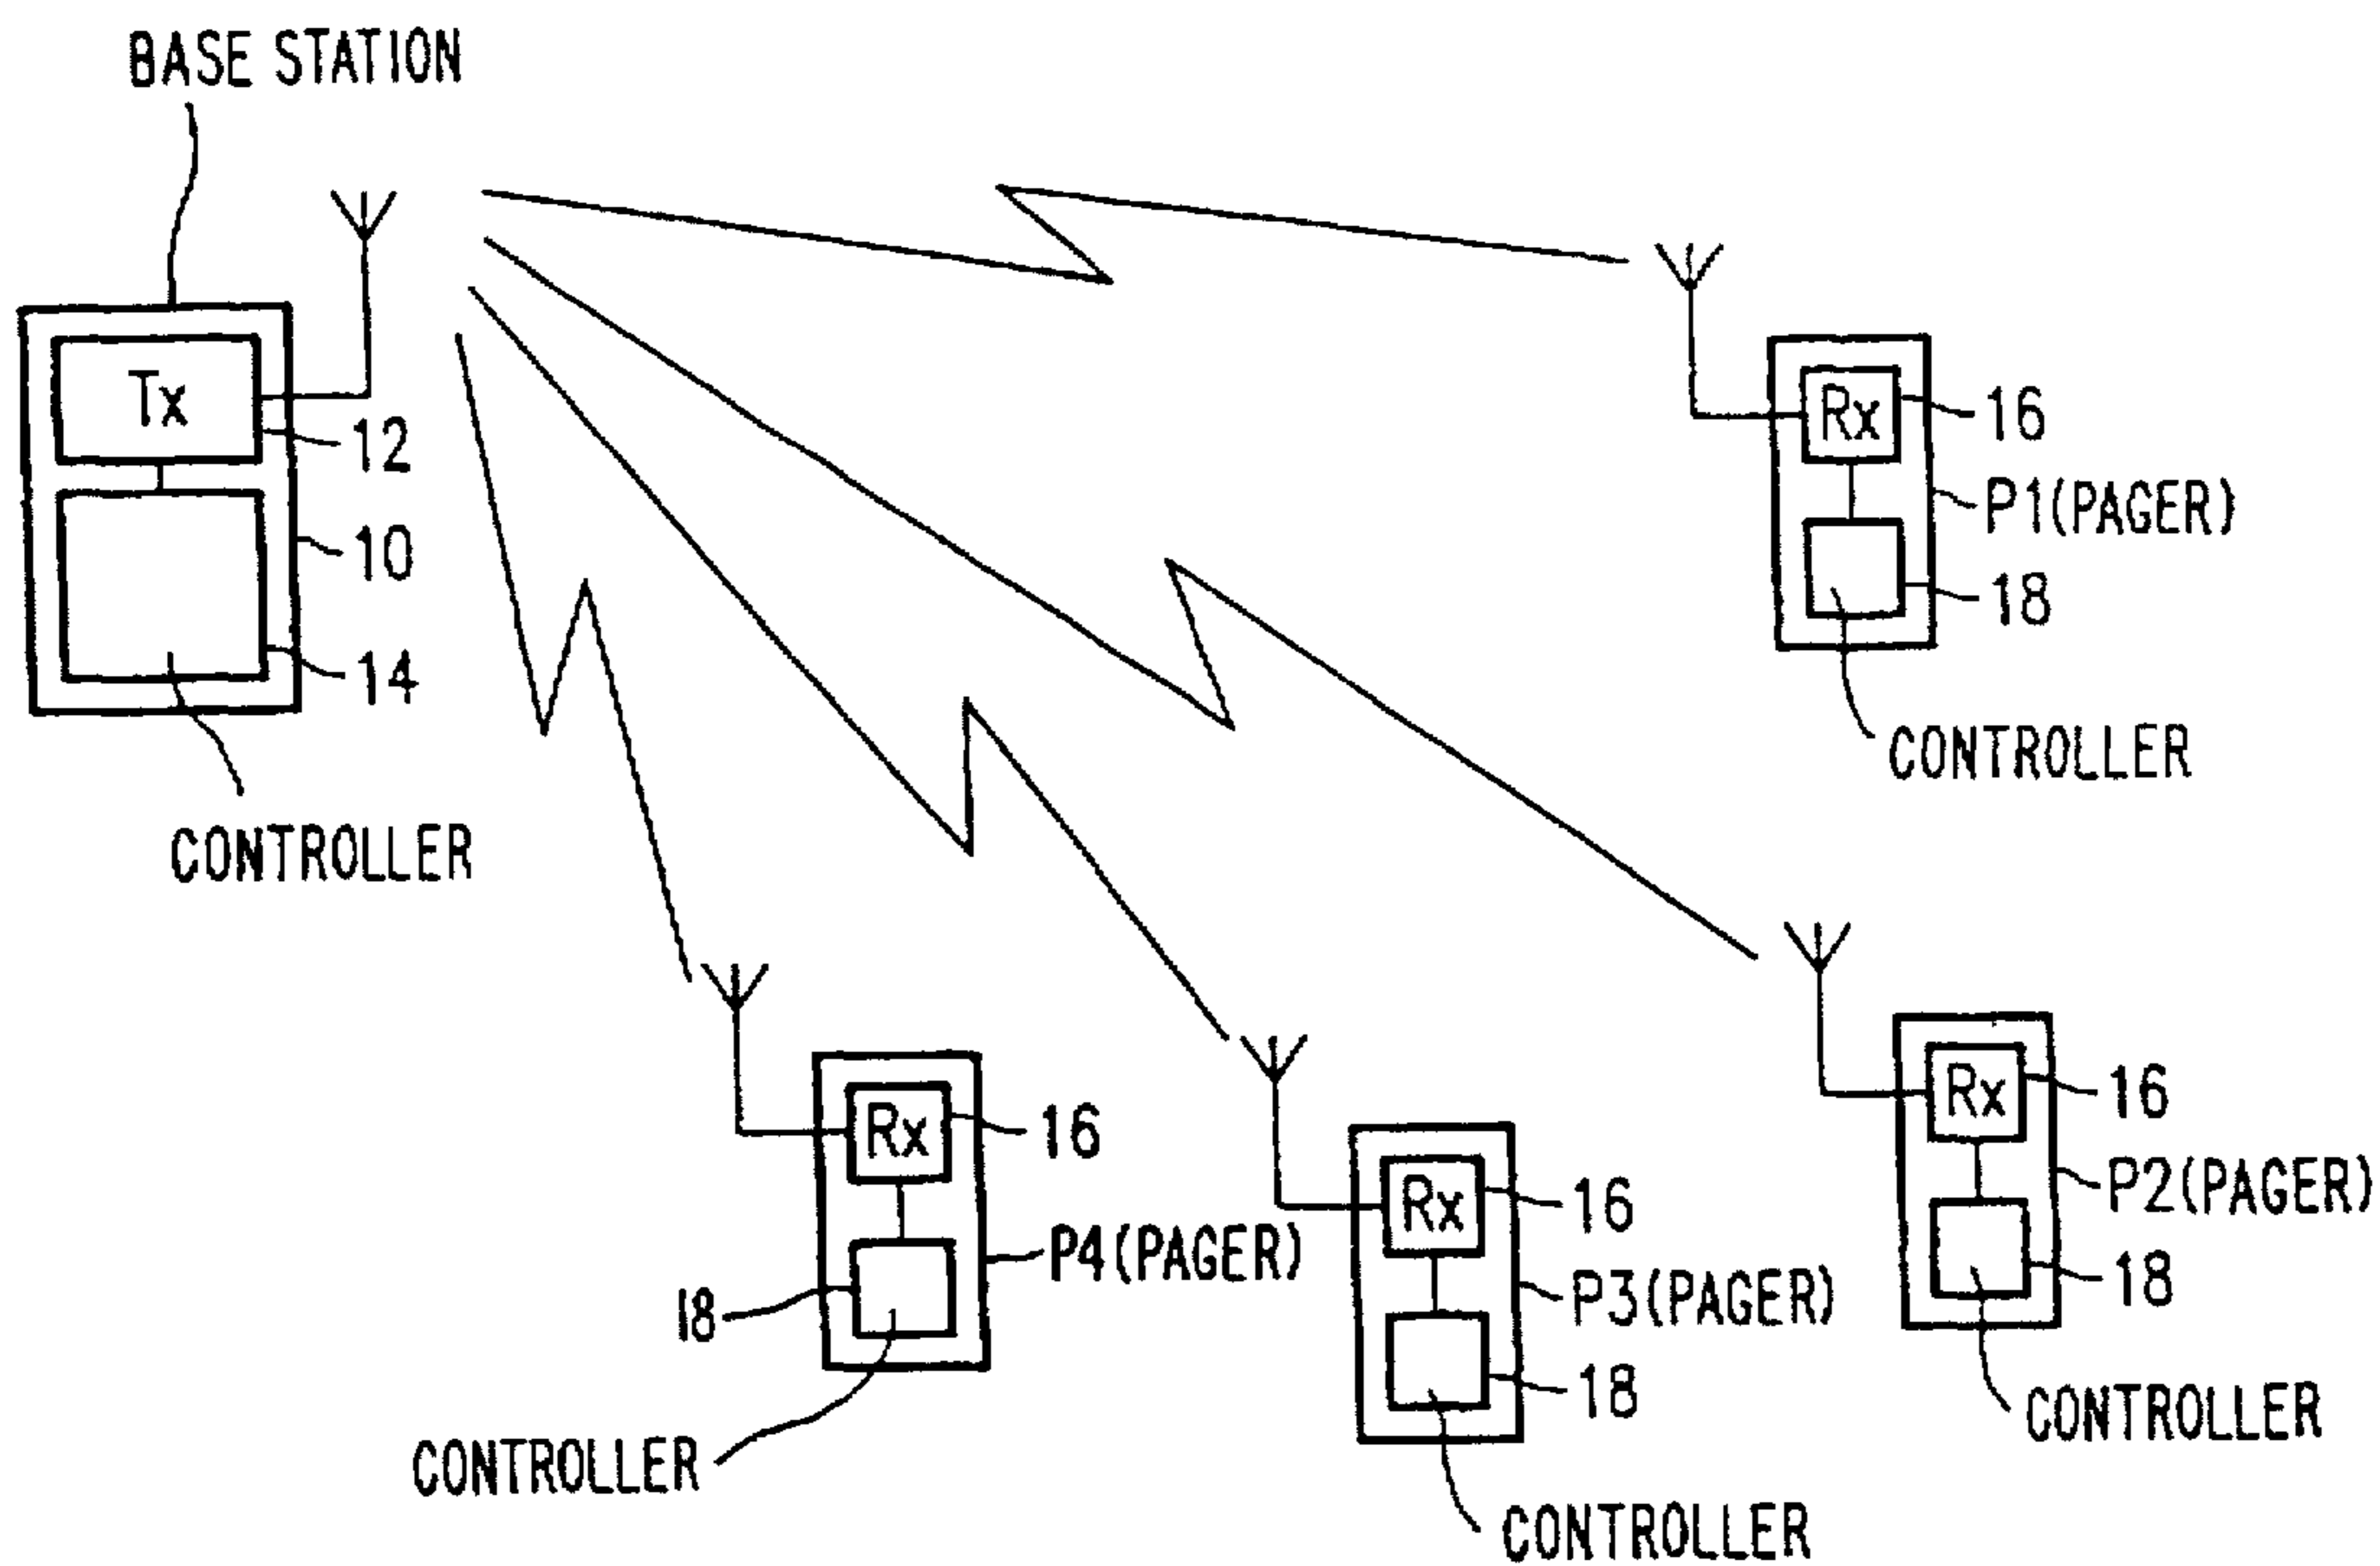 BASE STATION
Tx
12
10
14
CONTROLLER
Rx
16
P1(PAGER)
18
CONTROLLER
Rx
16
P2(PAGER)
18
CONTROLLER
Rx
16
P3(PAGER)
18
CONTROLLER
Rx
16
P4(PAGER)
18
CONTROLLER